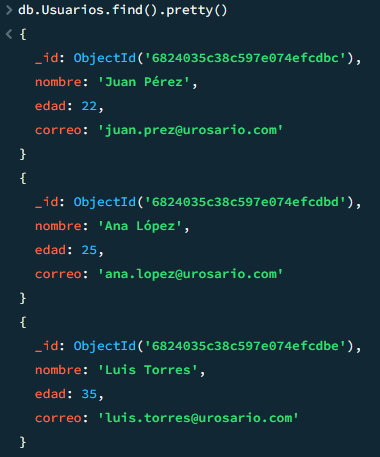 > db.Usuarios.find().pretty()
< {
_id: ObjectId('6824035c38c597e074efcdbc'),
nombre: 'Juan Pérez',
edad: 22,
correo: 'juan.prez@urosario.com'
}
{
_id: ObjectId('6824035c38c597e074efcdbd'),
nombre: 'Ana López',
edad: 25,
correo: 'ana.lopez@urosario.com'
}
{
_id: ObjectId('6824035c38c597e074efcdbe'),
nombre: 'Luis Torres',
edad: 35,
correo: 'luis.torres@urosario.com'
}